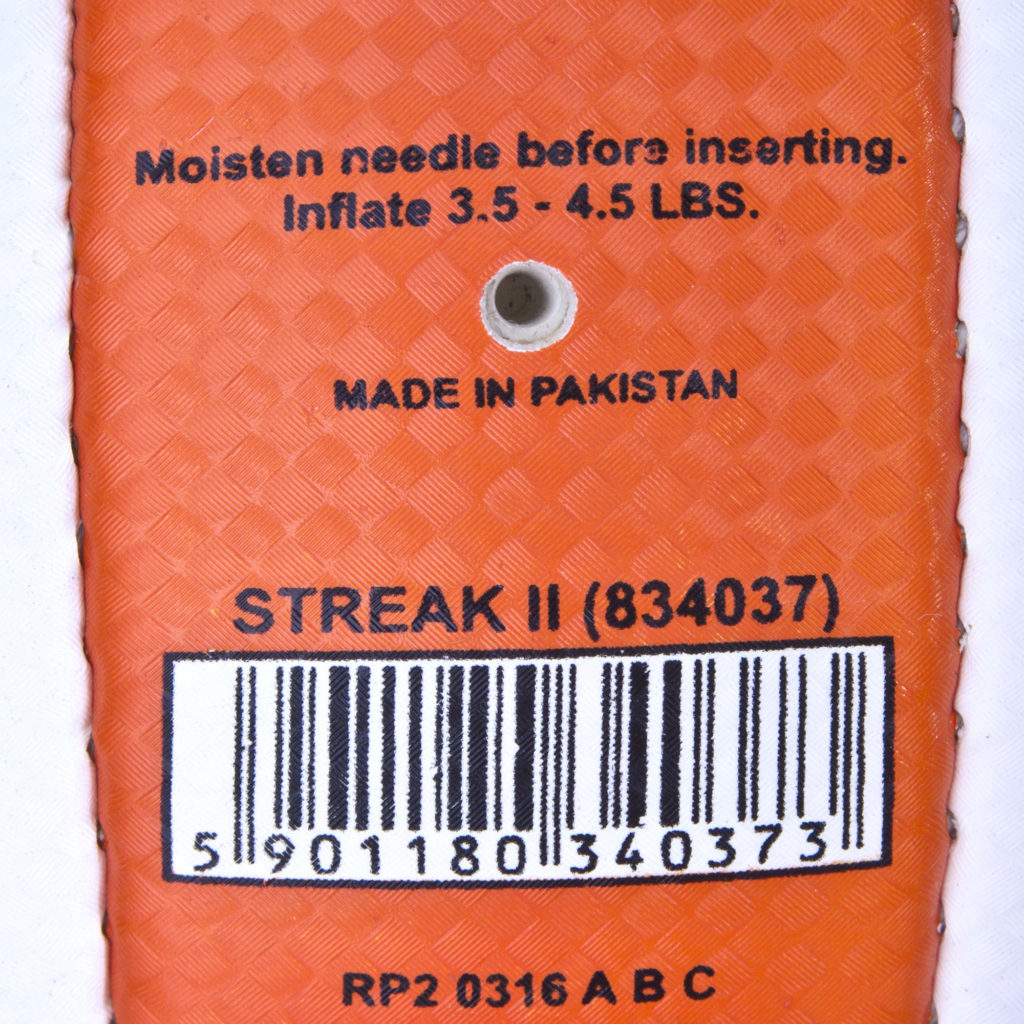 Moisten needle before inserting.
Inflate 3.5 - 4.5 LBS.
MADE IN PAKISTAN
STREAK II (834037)
5 901180 340373
RP2 0316 A B C